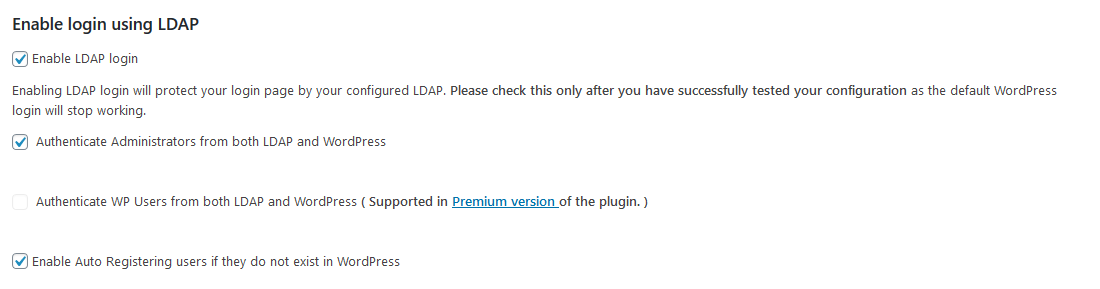 Enable login using LDAP
Enable LDAP login
Enabling LDAP login will protect your login page by your configured LDAP. Please check this only after you have successfully tested your configuration as the default WordPress
login will stop working.
Authenticate Administrators from both LDAP and WordPress
Authenticate WP Users from both LDAP and WordPress ( Supported in Premium version of the plugin. )
Enable Auto Registering users if they do not exist in WordPress